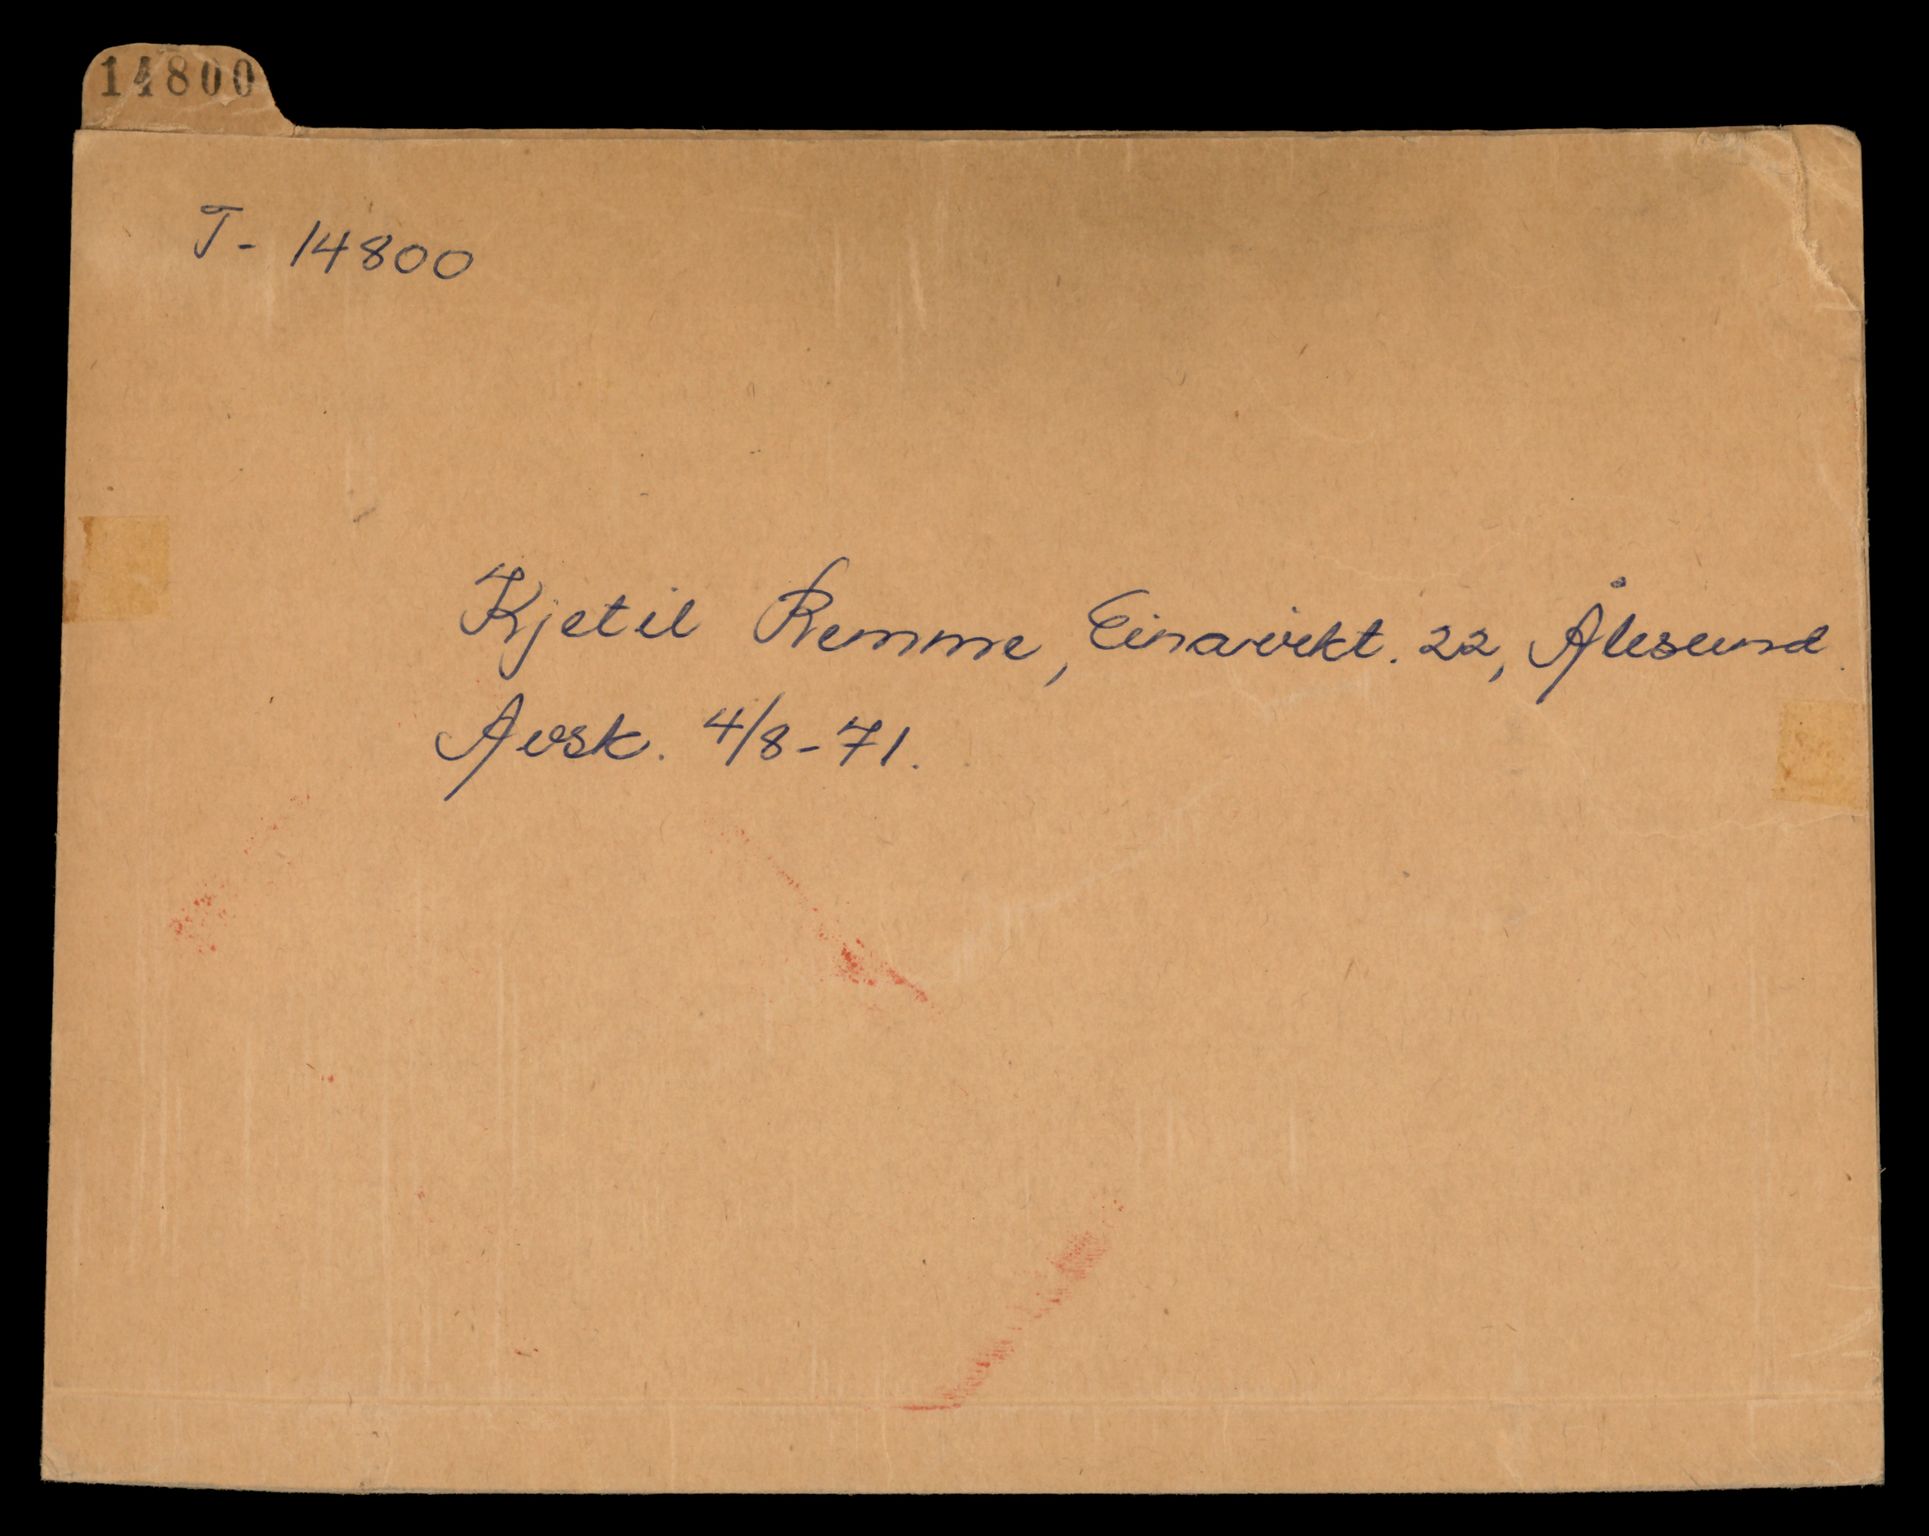 14800
T- 14800
Kjetil Remme, Einarvikt. 22, Ålesund.
Avsk. 4/8-71.